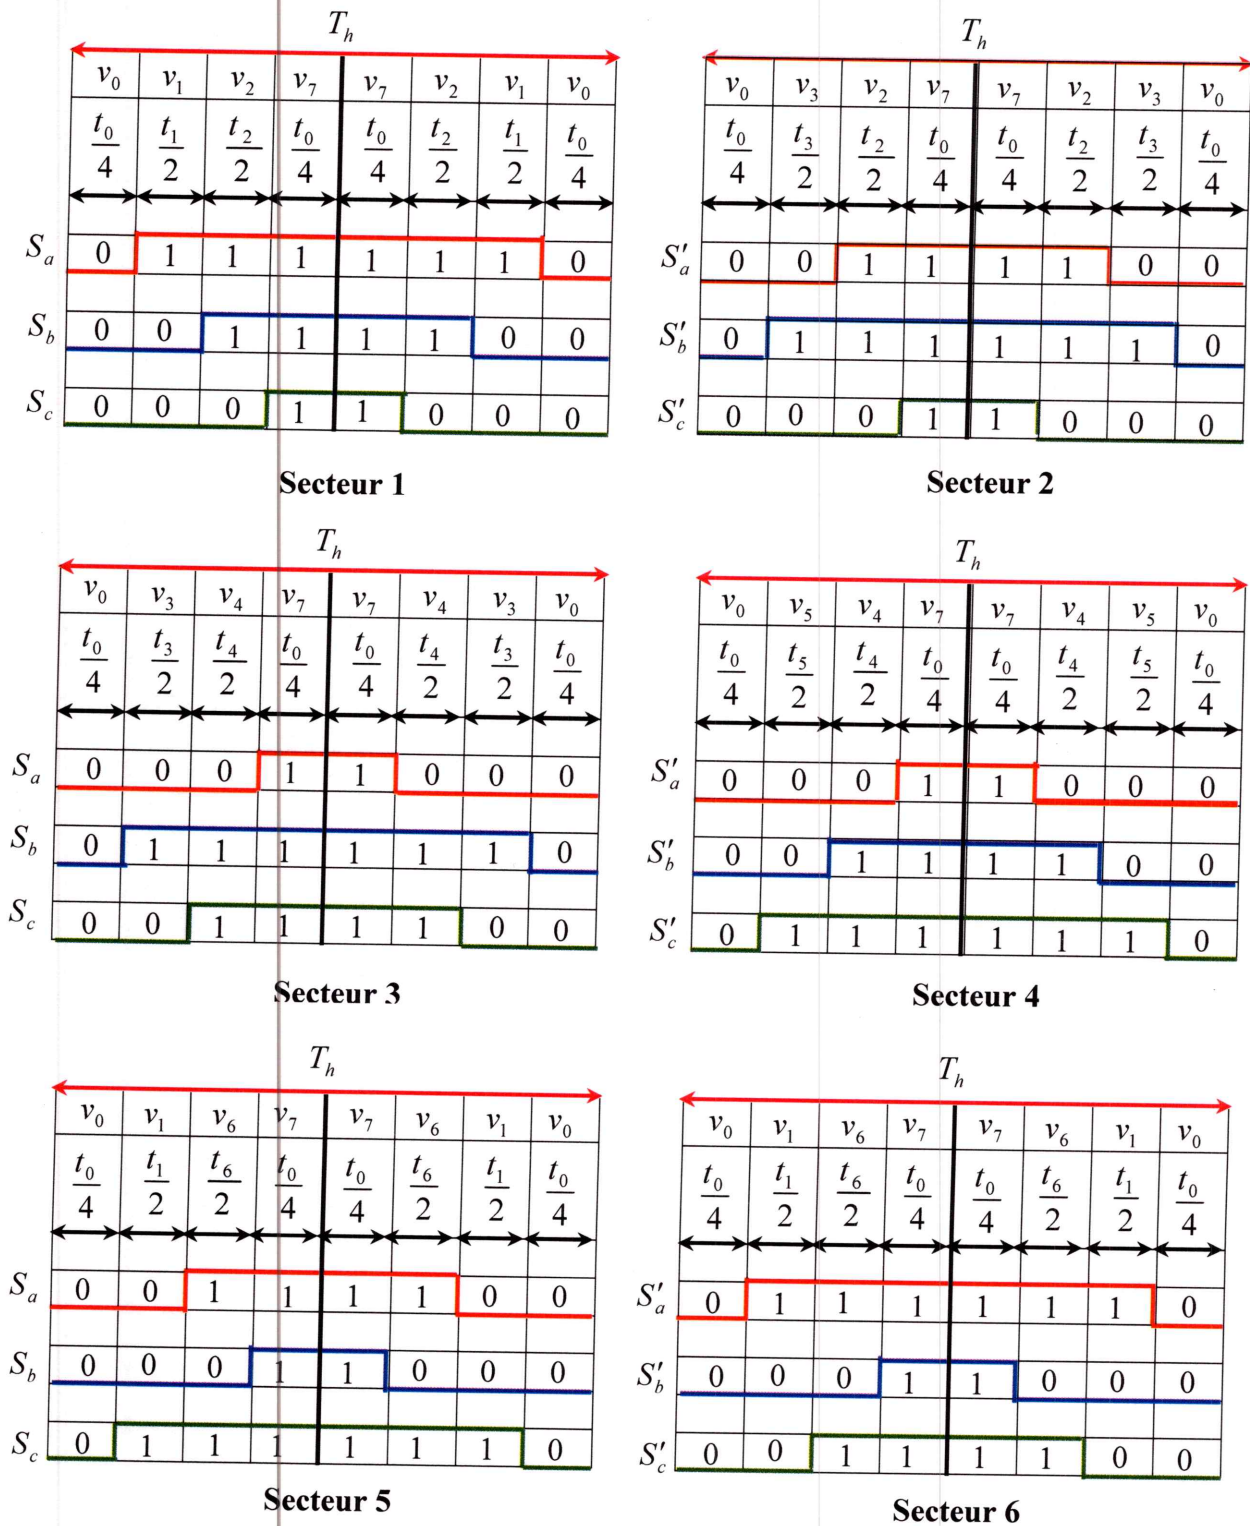 T_h
v_0 v_1 v_2 v_7 v_7 v_2 v_1 v_0
t_0/4 t_1/2 t_2/2 t_0/4 t_0/4 t_2/2 t_1/2 t_0/4
S_a 0 1 1 1 1 1 1 0
S_b 0 0 1 1 1 1 0 0
S_c 0 0 0 1 1 0 0 0
Secteur 1
T_h
v_0 v_3 v_2 v_7 v_7 v_2 v_3 v_0
t_0/4 t_3/2 t_2/2 t_0/4 t_0/4 t_2/2 t_3/2 t_0/4
S'_a 0 0 1 1 1 1 0 0
S'_b 0 1 1 1 1 1 1 0
S'_c 0 0 0 1 1 0 0 0
Secteur 2
T_h
v_0 v_3 v_4 v_7 v_7 v_4 v_3 v_0
t_0/4 t_3/2 t_4/2 t_0/4 t_0/4 t_4/2 t_3/2 t_0/4
S_a 0 0 0 1 1 0 0 0
S_b 0 1 1 1 1 1 1 0
S_c 0 0 1 1 1 1 0 0
Secteur 3
T_h
v_0 v_5 v_4 v_7 v_7 v_4 v_5 v_0
t_0/4 t_5/2 t_4/2 t_0/4 t_0/4 t_4/2 t_5/2 t_0/4
S'_a 0 0 0 1 1 0 0 0
S'_b 0 0 1 1 1 1 0 0
S'_c 0 1 1 1 1 1 1 0
Secteur 4
T_h
v_0 v_1 v_6 v_7 v_7 v_6 v_1 v_0
t_0/4 t_1/2 t_6/2 t_0/4 t_0/4 t_6/2 t_1/2 t_0/4
S_a 0 0 1 1 1 1 0 0
S_b 0 0 0 1 1 0 0 0
S_c 0 1 1 1 1 1 1 0
Secteur 5
T_h
v_0 v_1 v_6 v_7 v_7 v_6 v_1 v_0
t_0/4 t_1/2 t_6/2 t_0/4 t_0/4 t_6/2 t_1/2 t_0/4
S'_a 0 1 1 1 1 1 1 0
S'_b 0 0 0 1 1 0 0 0
S'_c 0 0 1 1 1 1 0 0
Secteur 6